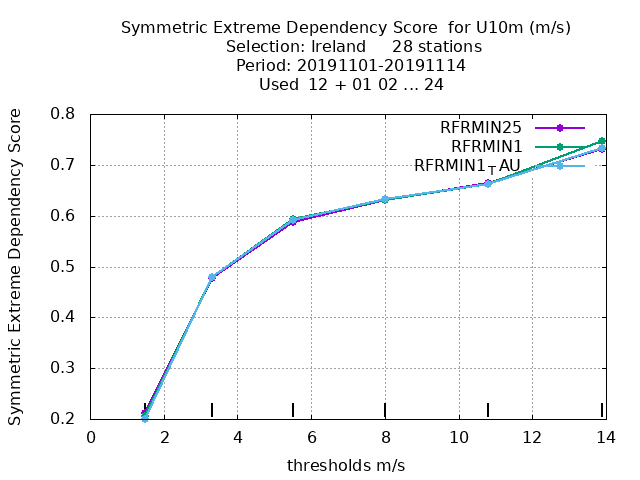 Symmetric Extreme Dependency Score  for U10m (m/s)
Selection: Ireland     28 stations
Period: 20191101-20191114
Used  12 + 01 02 ... 24
Symmetric Extreme Dependency Score
0.8
0.7
0.6
0.5
0.4
0.3
0.2
RFRMIN25
RFRMIN1
RFRMIN1TAU
0 2 4 6 8 10 12 14
thresholds m/s